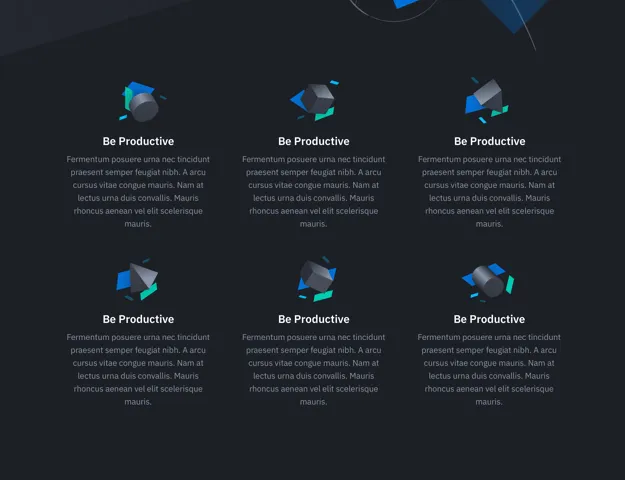 Be Productive
Fermentum posuere urna nec tincidunt
praesent semper feugiat nibh. A arcu
cursus vitae congue mauris. Nam at
lectus urna duis convallis. Mauris
rhoncus aenean vel elit scelerisque
mauris.
Be Productive
Fermentum posuere urna nec tincidunt
praesent semper feugiat nibh. A arcu
cursus vitae congue mauris. Nam at
lectus urna duis convallis. Mauris
rhoncus aenean vel elit scelerisque
mauris.
Be Productive
Fermentum posuere urna nec tincidunt
praesent semper feugiat nibh. A arcu
cursus vitae congue mauris. Nam at
lectus urna duis convallis. Mauris
rhoncus aenean vel elit scelerisque
mauris.
Be Productive
Fermentum posuere urna nec tincidunt
praesent semper feugiat nibh. A arcu
cursus vitae congue mauris. Nam at
lectus urna duis convallis. Mauris
rhoncus aenean vel elit scelerisque
mauris.
Be Productive
Fermentum posuere urna nec tincidunt
praesent semper feugiat nibh. A arcu
cursus vitae congue mauris. Nam at
lectus urna duis convallis. Mauris
rhoncus aenean vel elit scelerisque
mauris.
Be Productive
Fermentum posuere urna nec tincidunt
praesent semper feugiat nibh. A arcu
cursus vitae congue mauris. Nam at
lectus urna duis convallis. Mauris
rhoncus aenean vel elit scelerisque
mauris.